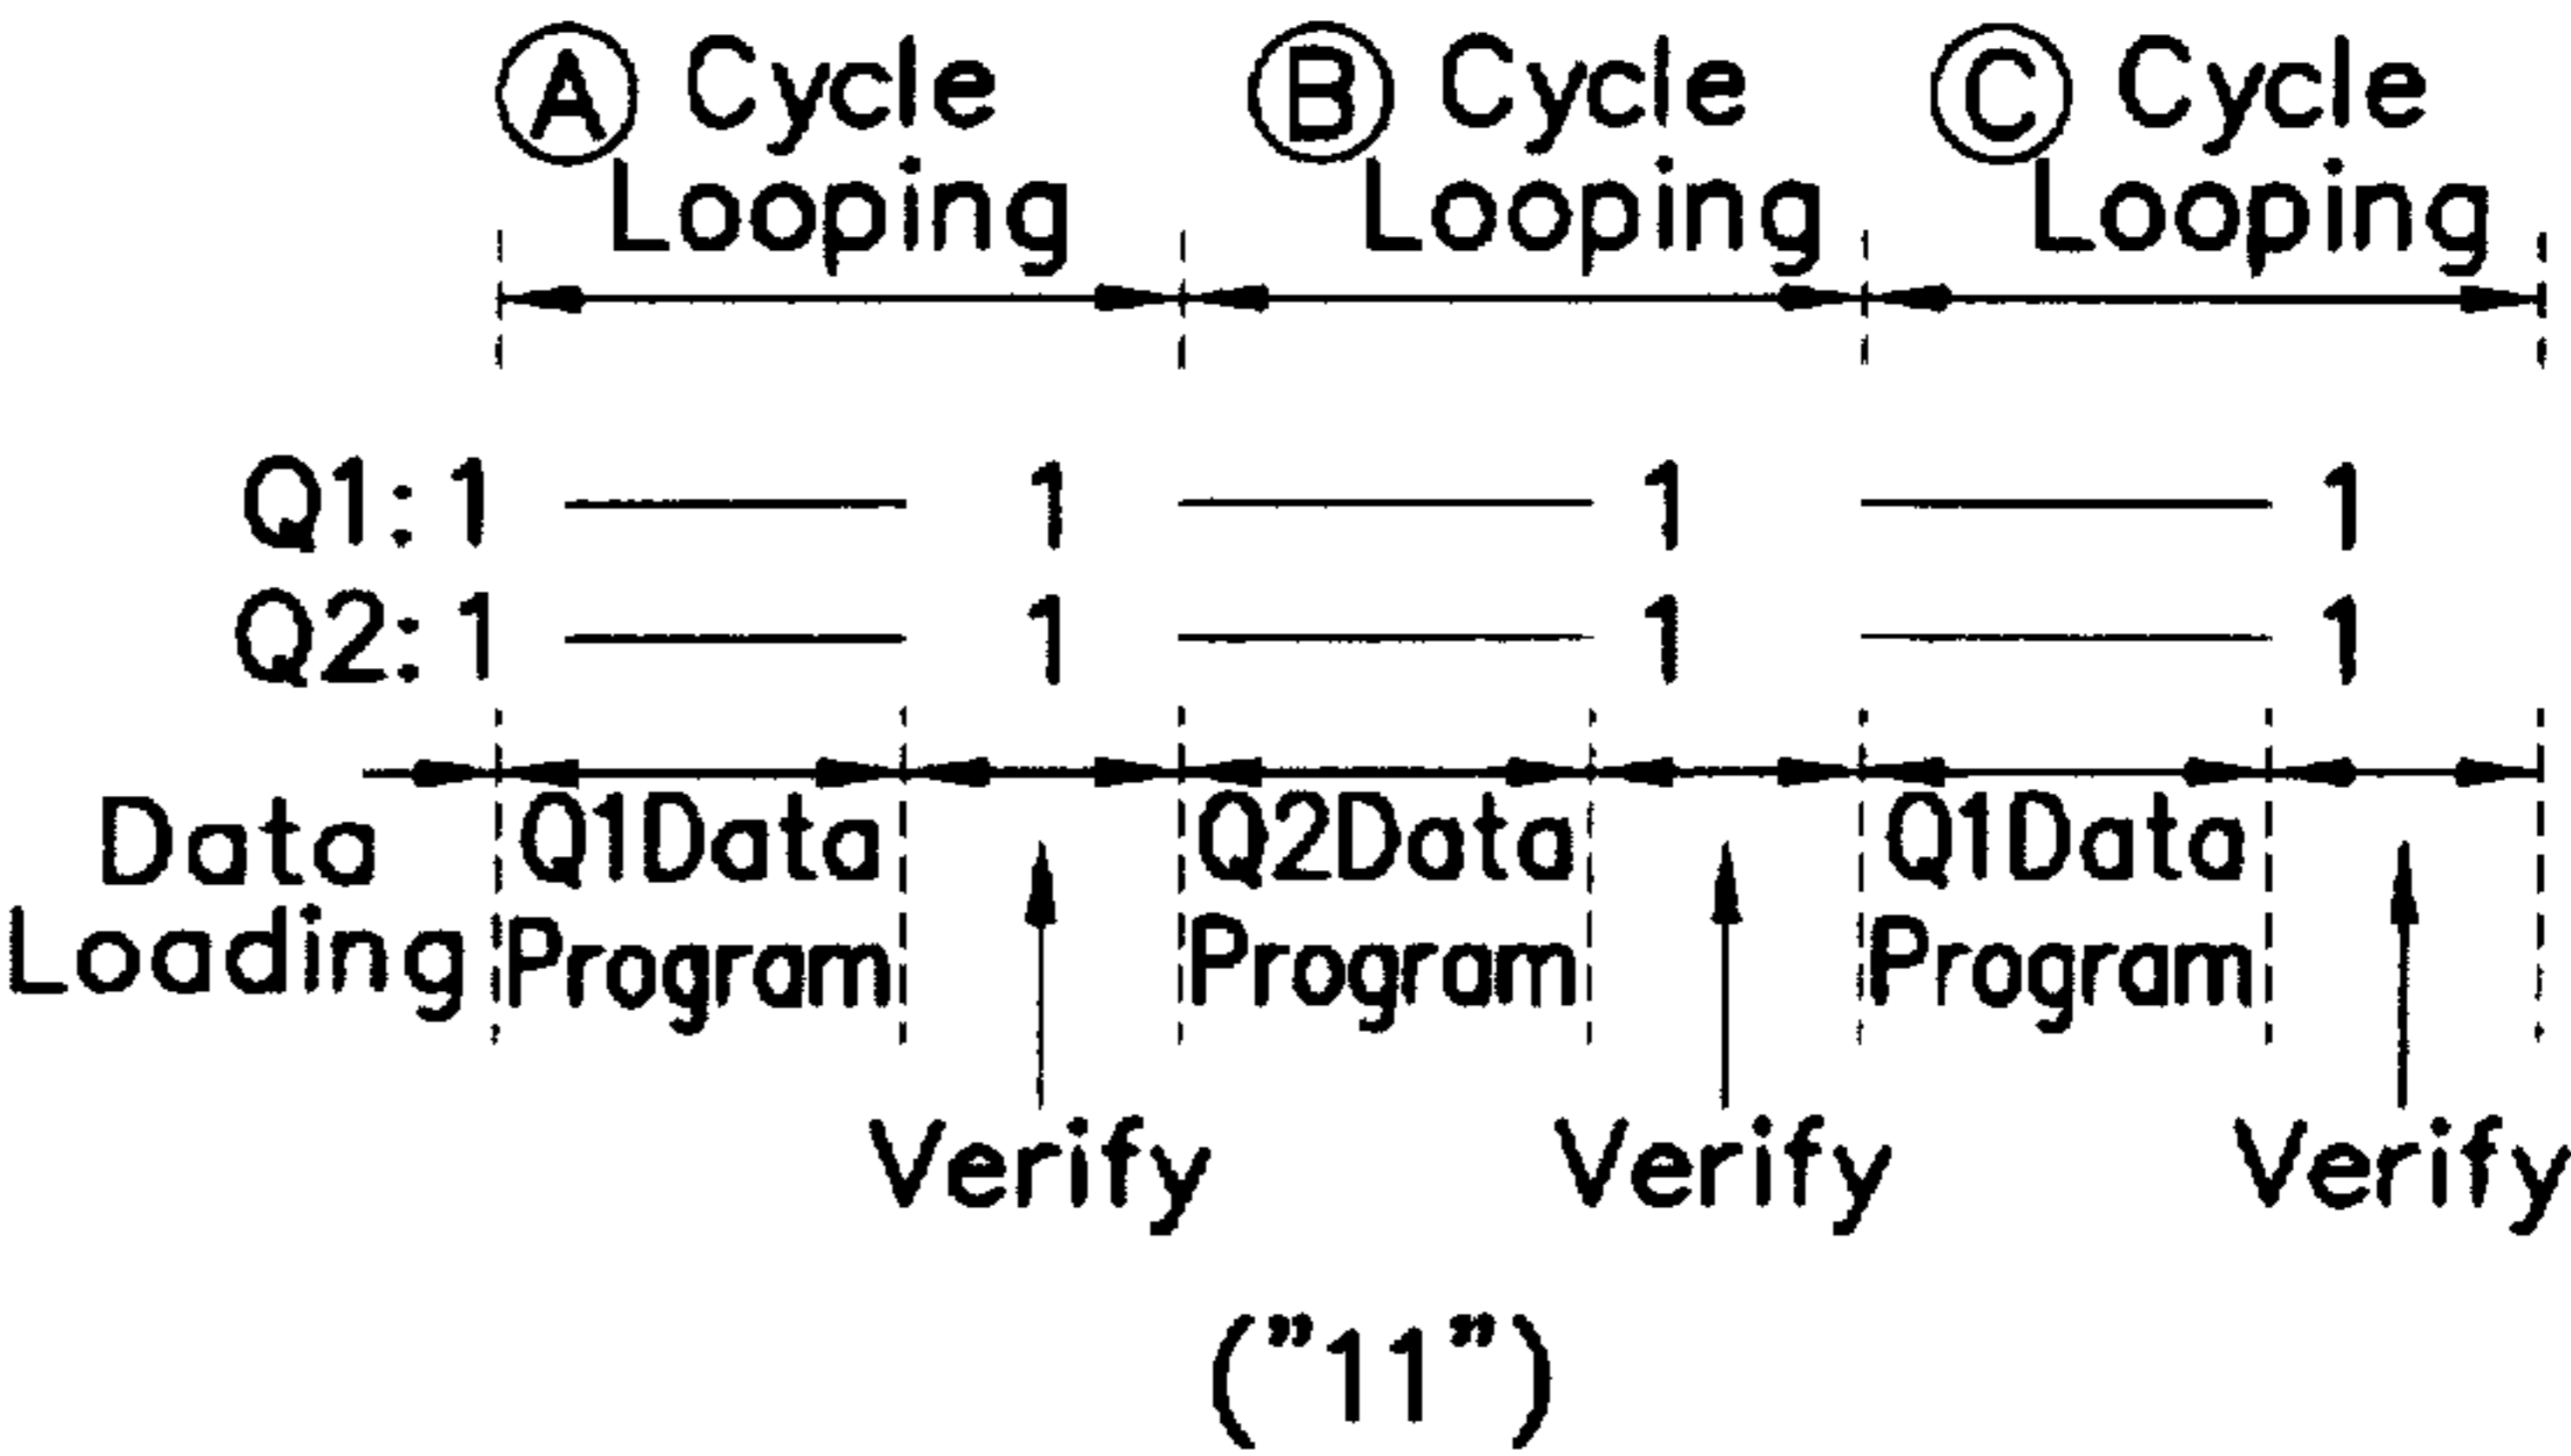 Ⓐ Cycle Looping
Ⓑ Cycle Looping
Ⓒ Cycle Looping
Q1: 1 1 1 1
Q2: 1 1 1 1
Data Loading
Q1Data Program
Q2Data Program
Q1Data Program
Verify
Verify
Verify
("11")